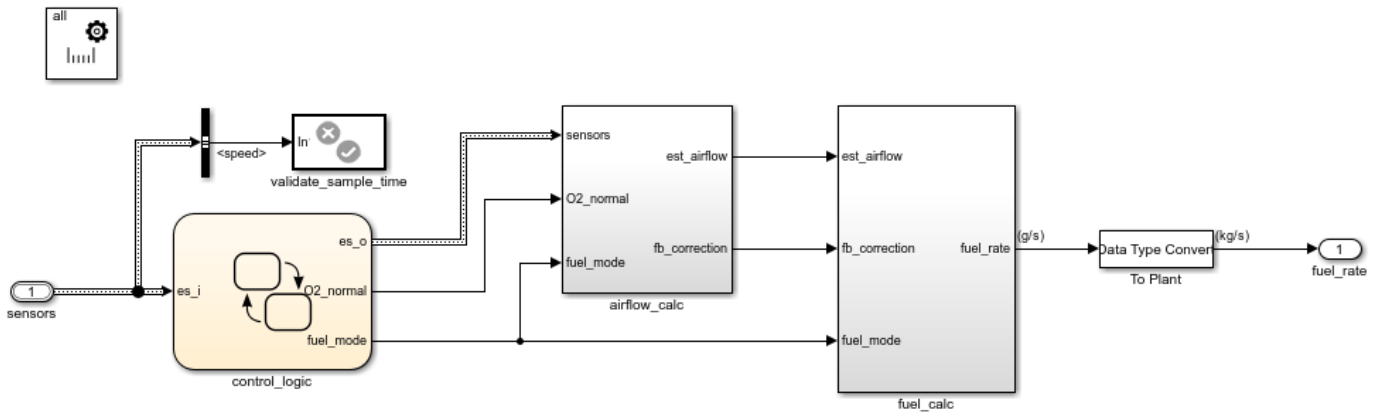 all
In
<speed>
validate_sample_time
1
sensors
es_i
es_o
O2_normal
fuel_mode
control_logic
sensors
O2_normal
fuel_mode
est_airflow
fb_correction
airflow_calc
est_airflow
fb_correction
fuel_mode
fuel_rate
fuel_calc
(g/s)
Data Type Convert
To Plant
(kg/s)
1
fuel_rate